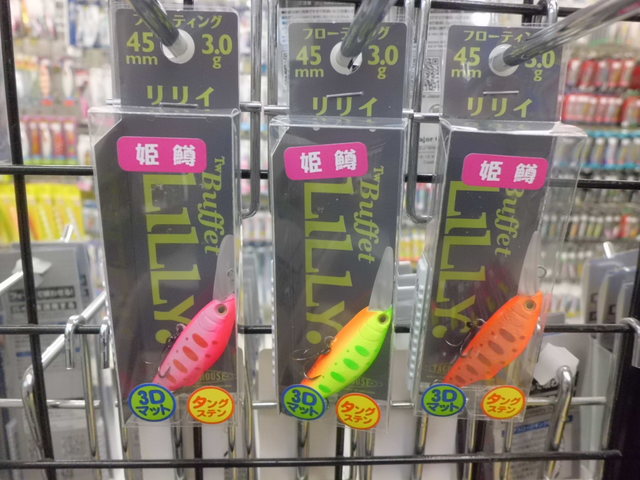 フローティング
45 mm 3.0 g
リリイ
姫 鱒
Tw Buffet
LILLY.
3D
マット
タング
ステン
フローティング
45 mm 3.0 g
リリイ
姫 鱒
Tw Buffet
LILLY.
3D
マット
タング
ステン
フローティング
45 mm 3.0 g
リリイ
姫 鱒
Buffet
LILLY.
3D
マット
タング
ステン